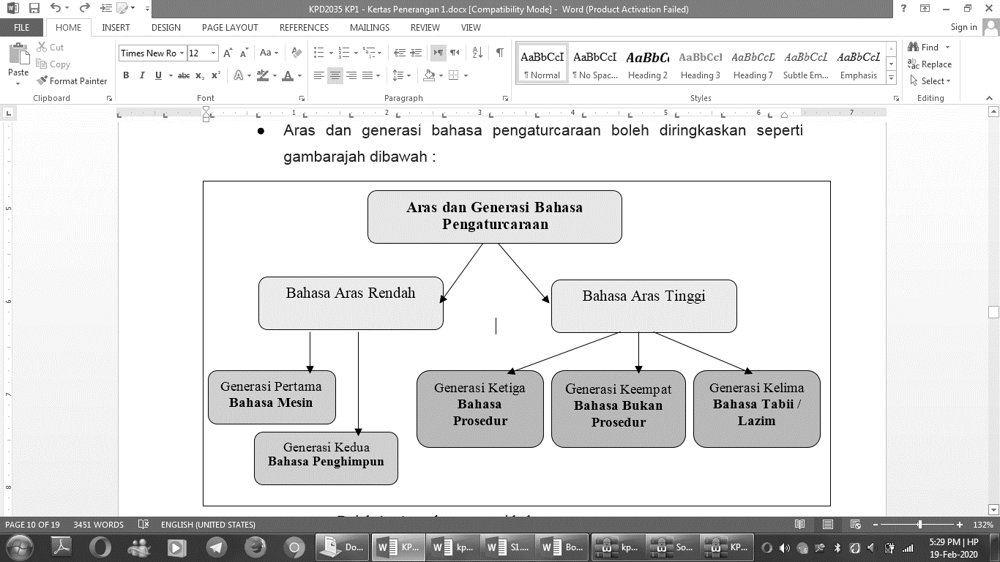 KPD2035 KP1 - Kertas Penerangan 1.docx [Compatibility Mode] - Word (Product Activation Failed)
FILE HOME INSERT DESIGN PAGE LAYOUT REFERENCES MAILINGS REVIEW VIEW Sign in
Paste
Cut
Copy
Format Painter
Clipboard
Times New Ro 12
Font
Paragraph
AaBbCcI AaBbCcI AaBbCc AaBbCcI AaBbCcD AaBbCcL AaBbCcL
¶ Normal ¶ No Spac... Heading 2 Heading 3 Heading 7 Subtle Em... Emphasis
Styles
Find
Replace
Select
Editing
1 2 3 4 5 6 7
5
6
7
8
● Aras dan generasi bahasa pengaturcaraan boleh diringkaskan seperti
gambarajah dibawah :
Aras dan Generasi Bahasa
Pengaturcaraan
Bahasa Aras Rendah
Bahasa Aras Tinggi
Generasi Pertama
Bahasa Mesin
Generasi Kedua
Bahasa Penghimpun
Generasi Ketiga
Bahasa
Prosedur
Generasi Keempat
Bahasa Bukan
Prosedur
Generasi Kelima
Bahasa Tabii /
Lazim
PAGE 10 OF 19 3451 WORDS ENGLISH (UNITED STATES) 132%
Do... KP... kp... S1.... Bo... kp... So... KP...
5:29 PM | HP
19-Feb-2020